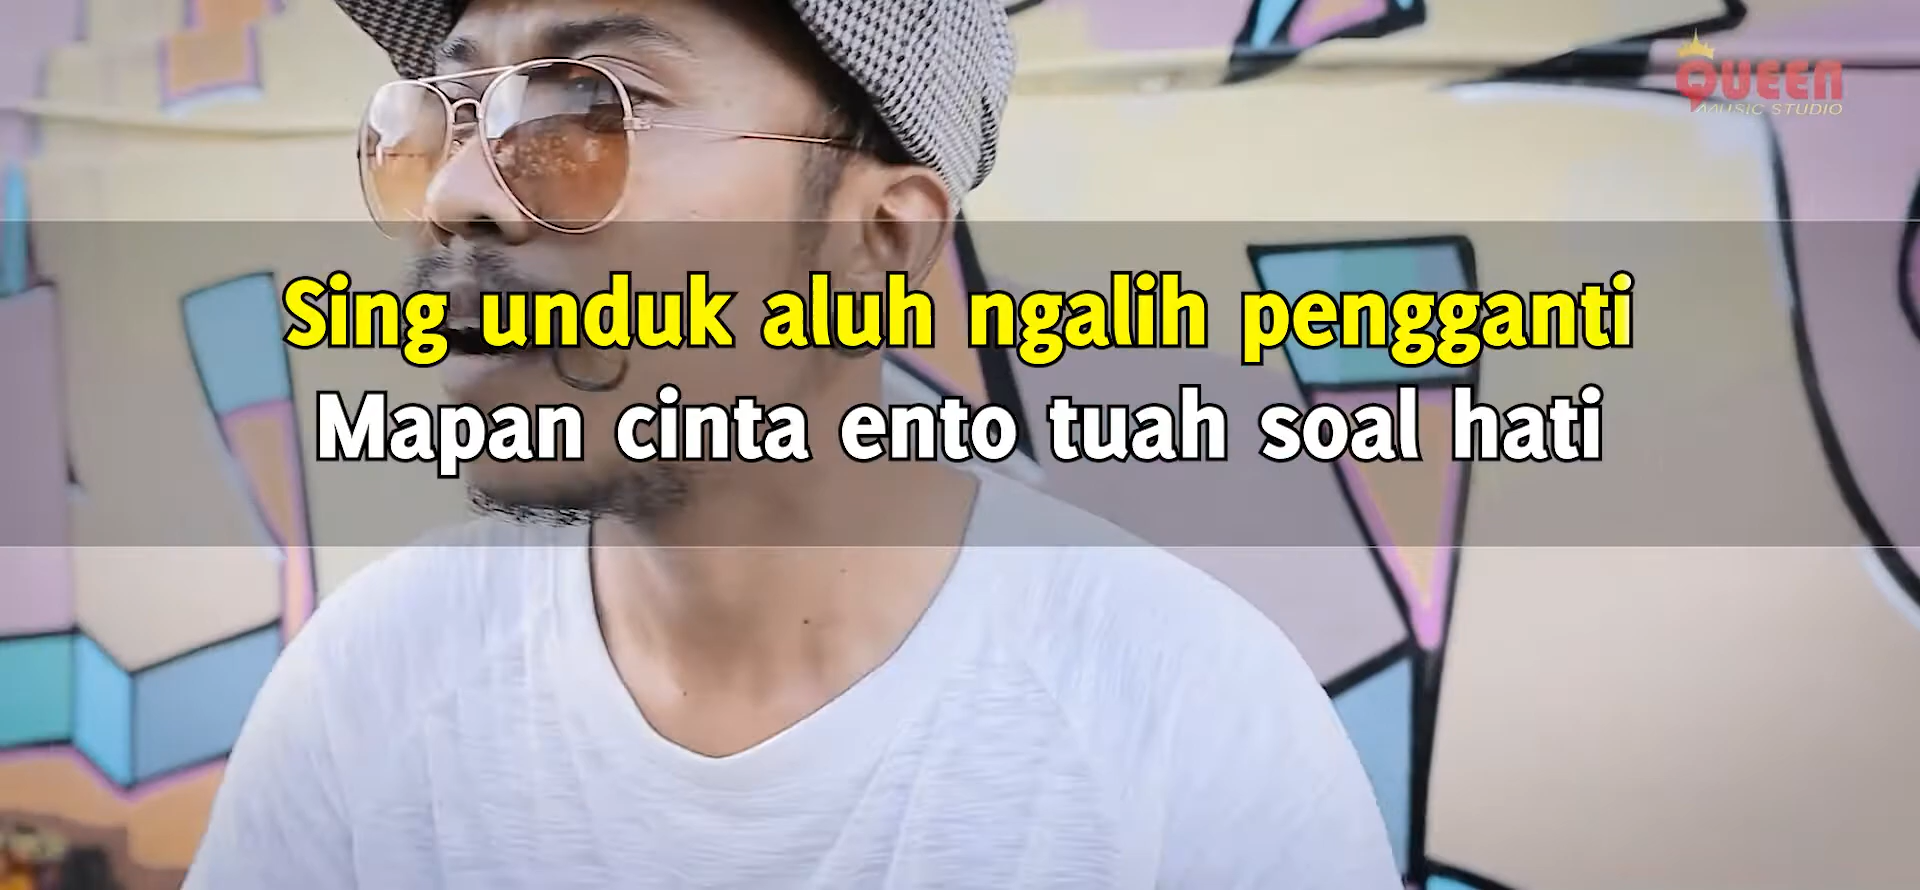 QUEEN
MUSIC STUDIO
Sing unduk aluh ngalih pengganti
Mapan cinta ento tuah soal hati